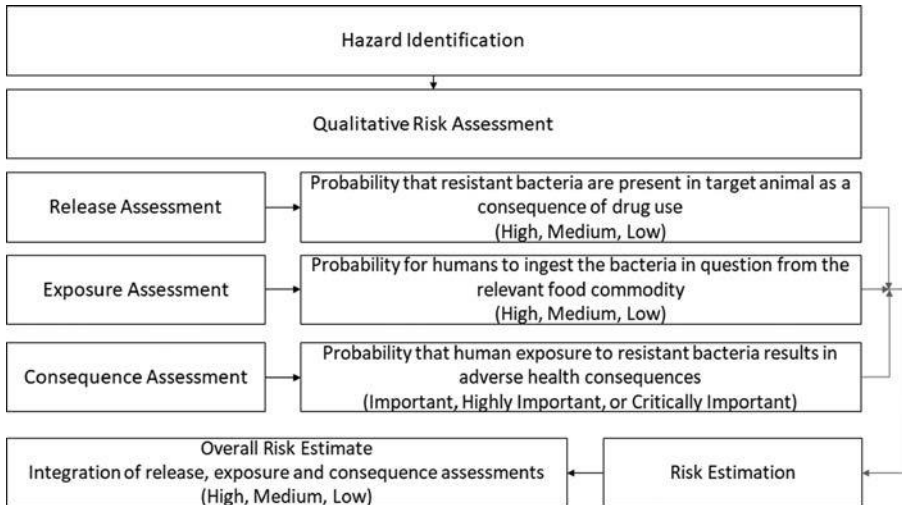 Hazard Identification
Qualitative Risk Assessment
Release Assessment
Probability that resistant bacteria are present in target animal as a
consequence of drug use
(High, Medium, Low)
Exposure Assessment
Probability for humans to ingest the bacteria in question from the
relevant food commodity
(High, Medium, Low)
Consequence Assessment
Probability that human exposure to resistant bacteria results in
adverse health consequences
(Important, Highly Important, or Critically Important)
Overall Risk Estimate
Integration of release, exposure and consequence assessments
(High, Medium, Low)
Risk Estimation